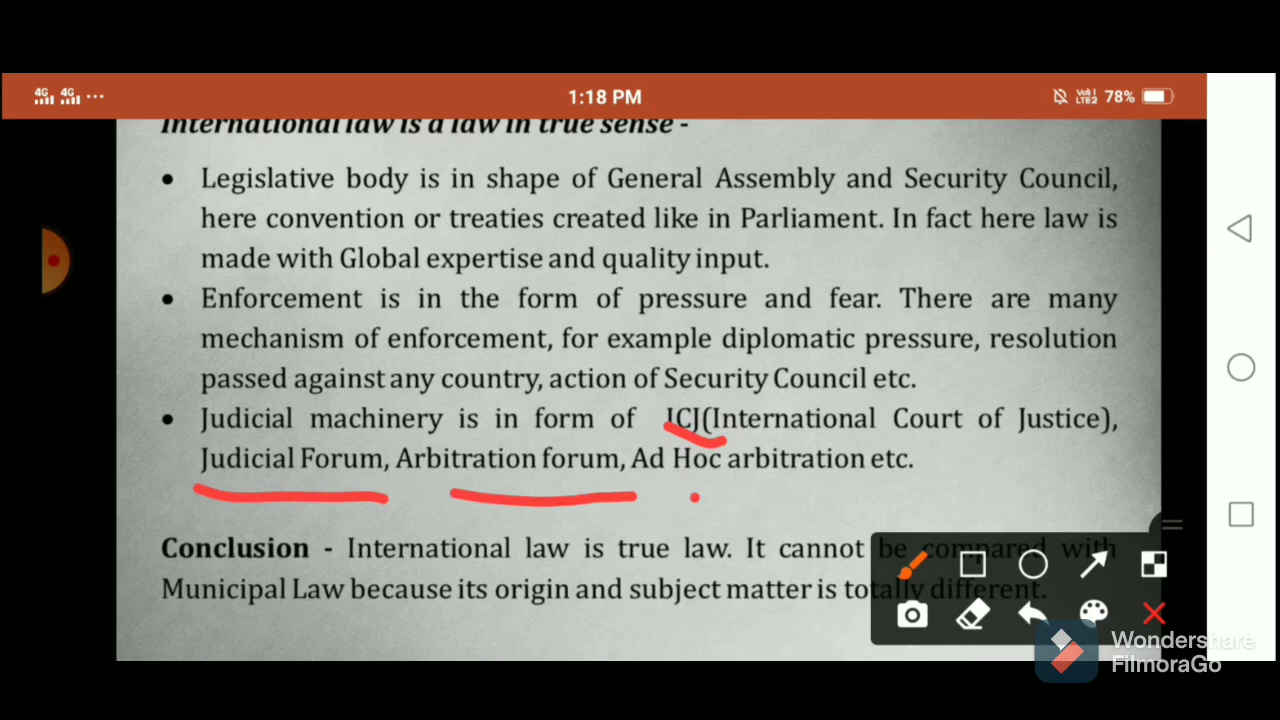 4G 4G ... 1:18 PM Vo1 LTE2 78%
International law is a law in true sense -
• Legislative body is in shape of General Assembly and Security Council,
here convention or treaties created like in Parliament. In fact here law is
made with Global expertise and quality input.
• Enforcement is in the form of pressure and fear. There are many
mechanism of enforcement, for example diplomatic pressure, resolution
passed against any country, action of Security Council etc.
• Judicial machinery is in form of ICJ(International Court of Justice),
Judicial Forum, Arbitration forum, Ad Hoc arbitration etc.
Conclusion - International law is true law. It cannot be compared with
Municipal Law because its origin and subject matter is totally different.
Wondershare
FilmoraGo